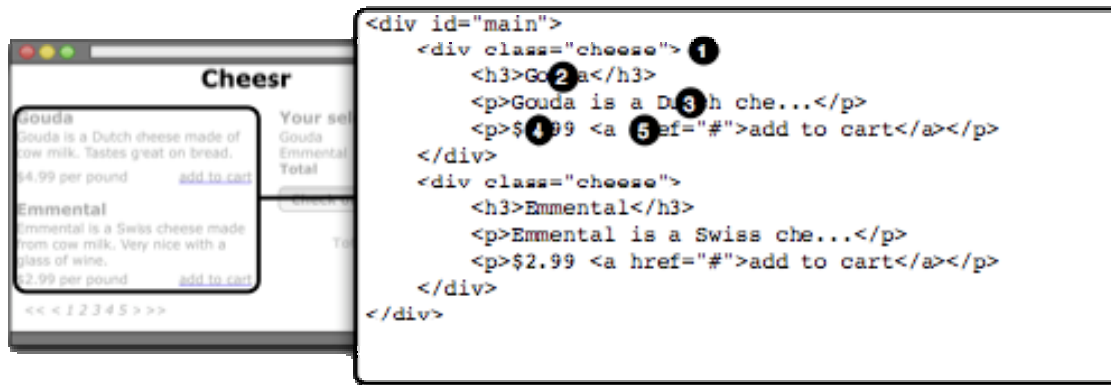 Cheesr
Gouda
Gouda is a Dutch cheese made of
cow milk. Tastes great on bread.
$4.99 per pound add to cart
Emmental
Emmental is a Swiss cheese made
from cow milk. Very nice with a
glass of wine.
$2.99 per pound add to cart
<< < 1 2 3 4 5 > >>
Your sel
Gouda
Emmental
Total
Check o
To
<div id="main">
<div class="cheese"> 1
<h3>Go 2 a</h3>
<p>Gouda is a Du 3 h che...</p>
<p>$ 4 99 <a 5 ef="#">add to cart</a></p>
</div>
<div class="cheese">
<h3>Emmental</h3>
<p>Emmental is a Swiss che...</p>
<p>$2.99 <a href="#">add to cart</a></p>
</div>
</div>